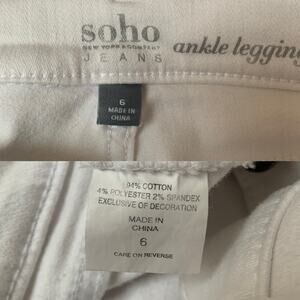 soho
NEW YORK & COMPANY
JEANS
ankle legging
6
MADE IN
CHINA
94% COTTON
4% POLYESTER 2% SPANDEX
EXCLUSIVE OF DECORATION
MADE IN
CHINA
6
CARE ON REVERSE